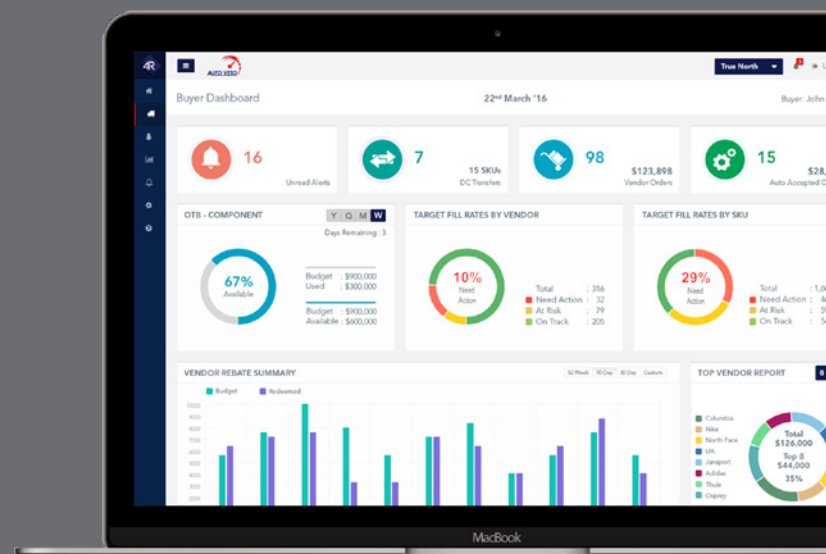 4R
AUTO XEED
True North
Buyer Dashboard
22nd March '16
Buyer: John
16
Unread Alerts
7
15 SKUs
DC Transfers
98
$123,898
Vendor Orders
15
$28,
Auto Accepted
OTB - COMPONENT
Y Q M W
Days Remaining : 3
67%
Available
Budget : $900,000
Used : $300,000
Budget : $900,000
Available : $600,000
TARGET FILL RATES BY VENDOR
10%
Need
Action
Total : 316
Need Action : 32
At Risk : 79
On Track : 205
TARGET FILL RATES BY SKU
29%
Need
Action
Total
Need Action :
At Risk :
On Track :
VENDOR REBATE SUMMARY
52 Week 90 Day 30 Day Custom
Budget Redeemed
TOP VENDOR REPORT
Columbia
Nike
North Face
UA
Jansport
Adidas
Thule
Osprey
Total
$126,000
Top 8
$44,000
35%
MacBook